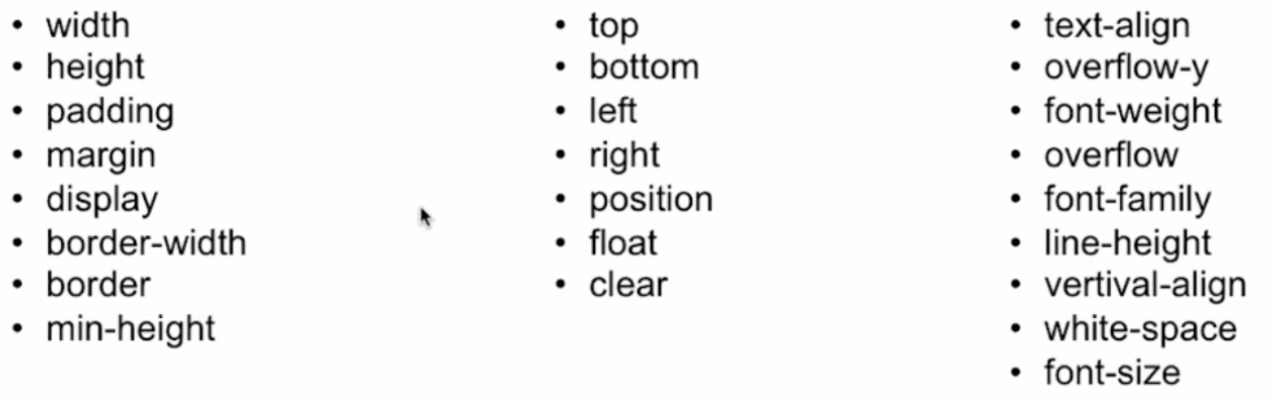 • width
• height
• padding
• margin
• display
• border-width
• border
• min-height
• top
• bottom
• left
• right
• position
• float
• clear
• text-align
• overflow-y
• font-weight
• overflow
• font-family
• line-height
• vertival-align
• white-space
• font-size